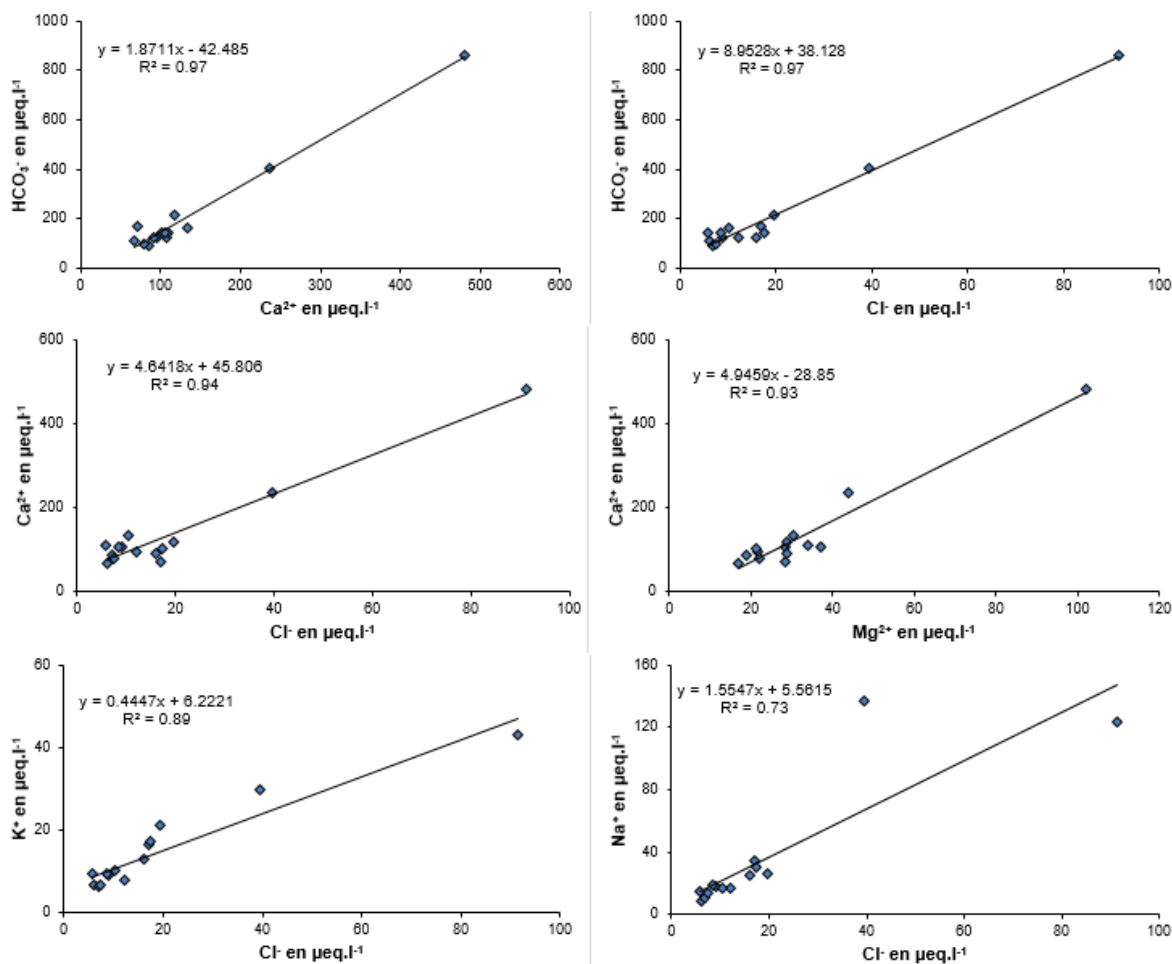 y = 1.8711x - 42.485
R² = 0.97
HCO₃⁻ en µeq.l⁻¹
1000
800
600
400
200
0
0 100 200 300 400 500 600
Ca²⁺ en µeq.l⁻¹
y = 8.9528x + 38.128
R² = 0.97
HCO₃⁻ en µeq.l⁻¹
1000
800
600
400
200
0
0 20 40 60 80 100
Cl⁻ en µeq.l⁻¹
y = 4.6418x + 45.806
R² = 0.94
Ca²⁺ en µeq.l⁻¹
600
400
200
0
0 20 40 60 80 100
Cl⁻ en µeq.l⁻¹
y = 4.9459x - 28.85
R² = 0.93
Ca²⁺ en µeq.l⁻¹
600
400
200
0
0 20 40 60 80 100 120
Mg²⁺ en µeq.l⁻¹
y = 0.4447x + 6.2221
R² = 0.89
K⁺ en µeq.l⁻¹
60
40
20
0
0 20 40 60 80 100
Cl⁻ en µeq.l⁻¹
y = 1.5547x + 5.5615
R² = 0.73
Na⁺ en µeq.l⁻¹
160
120
80
40
0
0 20 40 60 80 100
Cl⁻ en µeq.l⁻¹